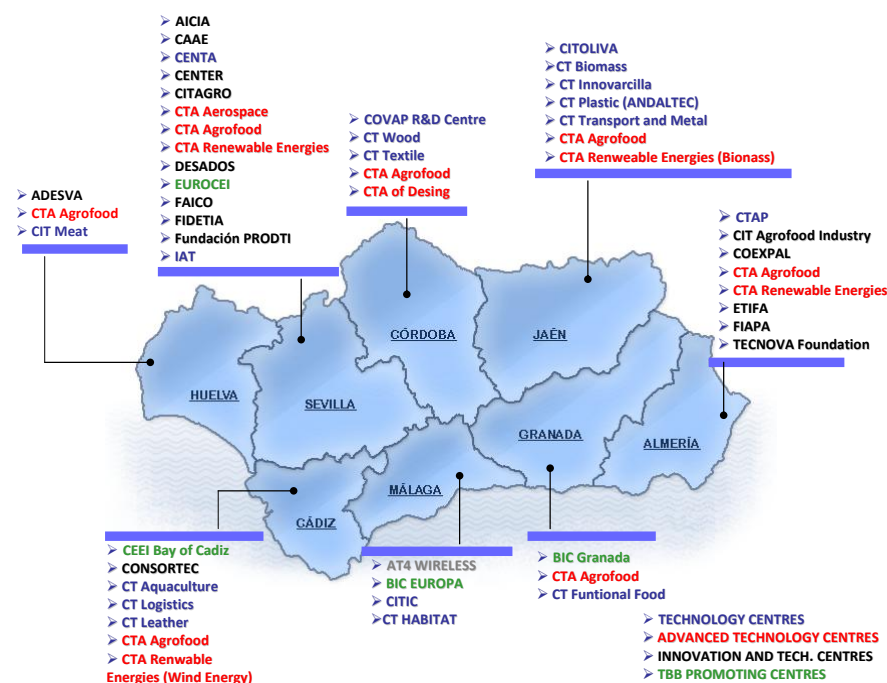 AICIA
CAAE
CENTA
CENTER
CITAGRO
CTA Aerospace
CTA Agrofood
CTA Renewable Energies
DESADOS
EUROCEI
FAICO
FIDETIA
Fundación PRODTI
IAT
COVAP R&D Centre
CT Wood
CT Textile
CTA Agrofood
CTA of Desing
CITOLIVA
CT Biomass
CT Innovarcilla
CT Plastic (ANDALTEC)
CT Transport and Metal
CTA Agrofood
CTA Renweable Energies (Bionass)
ADESVA
CTA Agrofood
CIT Meat
CTAP
CIT Agrofood Industry
COEXPAL
CTA Agrofood
CTA Renewable Energies
ETIFA
FIAPA
TECNOVA Foundation
CÓRDOBA
JAÉN
HUELVA
SEVILLA
GRANADA
ALMERÍA
MÁLAGA
CÁDIZ
CEEI Bay of Cadiz
CONSORTEC
CT Aquaculture
CT Logistics
CT Leather
CTA Agrofood
CTA Renwable
Energies (Wind Energy)
AT4 WIRELESS
BIC EUROPA
CITIC
CT HABITAT
BIC Granada
CTA Agrofood
CT Funtional Food
TECHNOLOGY CENTRES
ADVANCED TECHNOLOGY CENTRES
INNOVATION AND TECH. CENTRES
TBB PROMOTING CENTRES